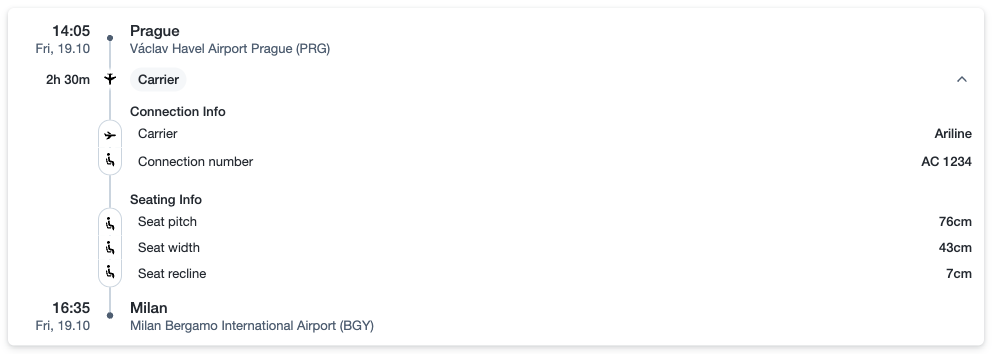 14:05 Prague
Fri, 19.10 Václav Havel Airport Prague (PRG)
2h 30m Carrier
Connection Info
Carrier Ariline
Connection number AC 1234
Seating Info
Seat pitch 76cm
Seat width 43cm
Seat recline 7cm
16:35 Milan
Fri, 19.10 Milan Bergamo International Airport (BGY)